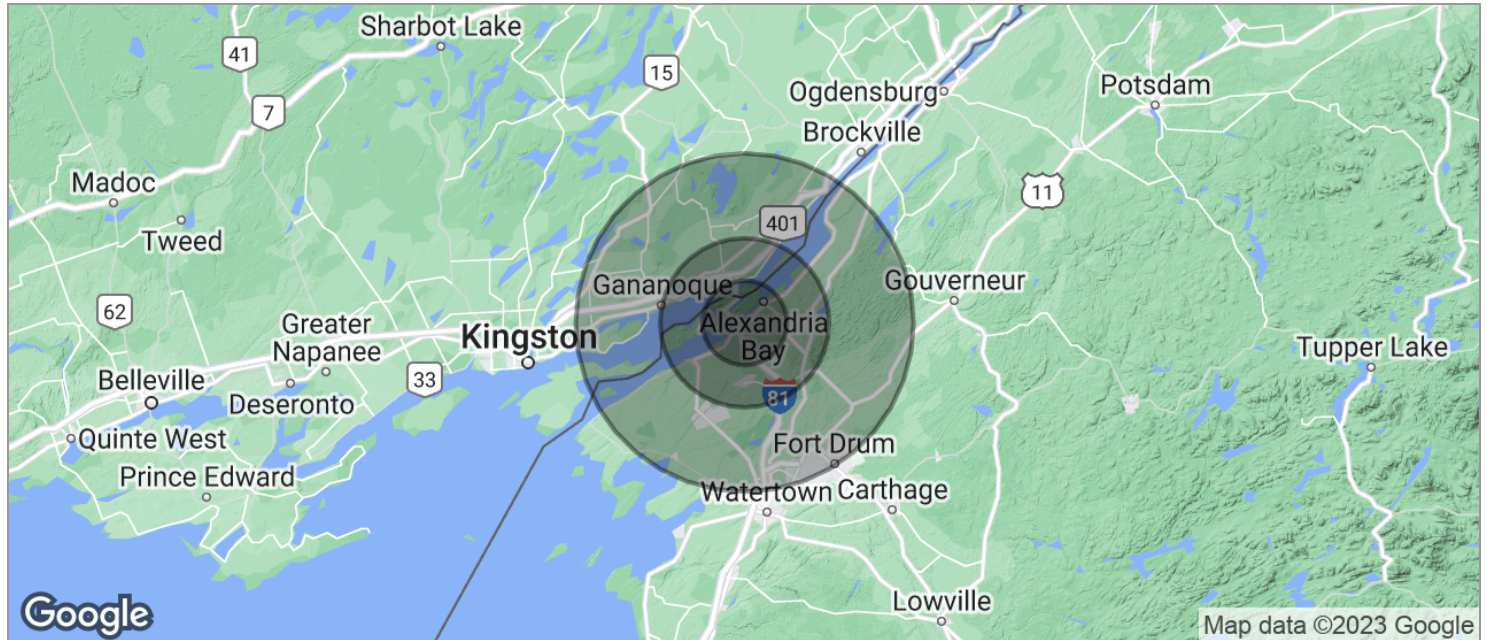 Sharbot Lake
41
15
7
Ogdensburg
Potsdam
Brockville
Madoc
11
Tweed
401
Gananoque
Gouverneur
62
Greater
Napanee
Kingston
Alexandria
Bay
Tupper Lake
33
Belleville
Deseronto
81
Quinte West
Fort Drum
Prince Edward
Watertown
Carthage
Lowville
Google
Map data ©2023 Google